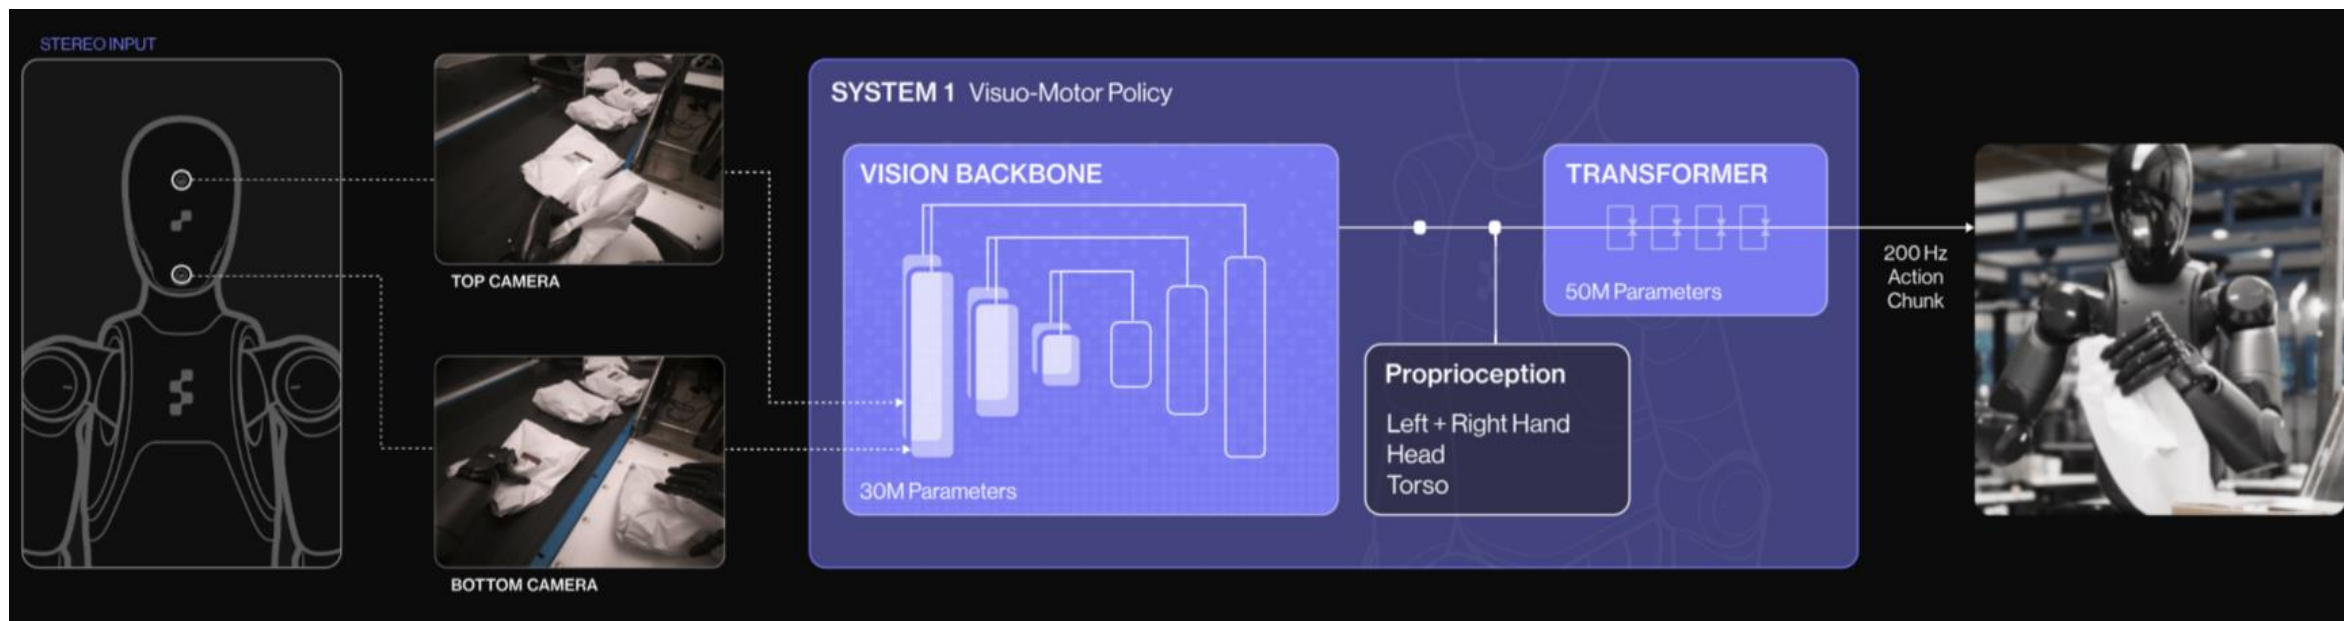 STEREO INPUT
TOP CAMERA
BOTTOM CAMERA
SYSTEM 1 Visuo-Motor Policy
VISION BACKBONE
30M Parameters
Proprioception
Left + Right Hand
Head
Torso
TRANSFORMER
50M Parameters
200 Hz
Action
Chunk